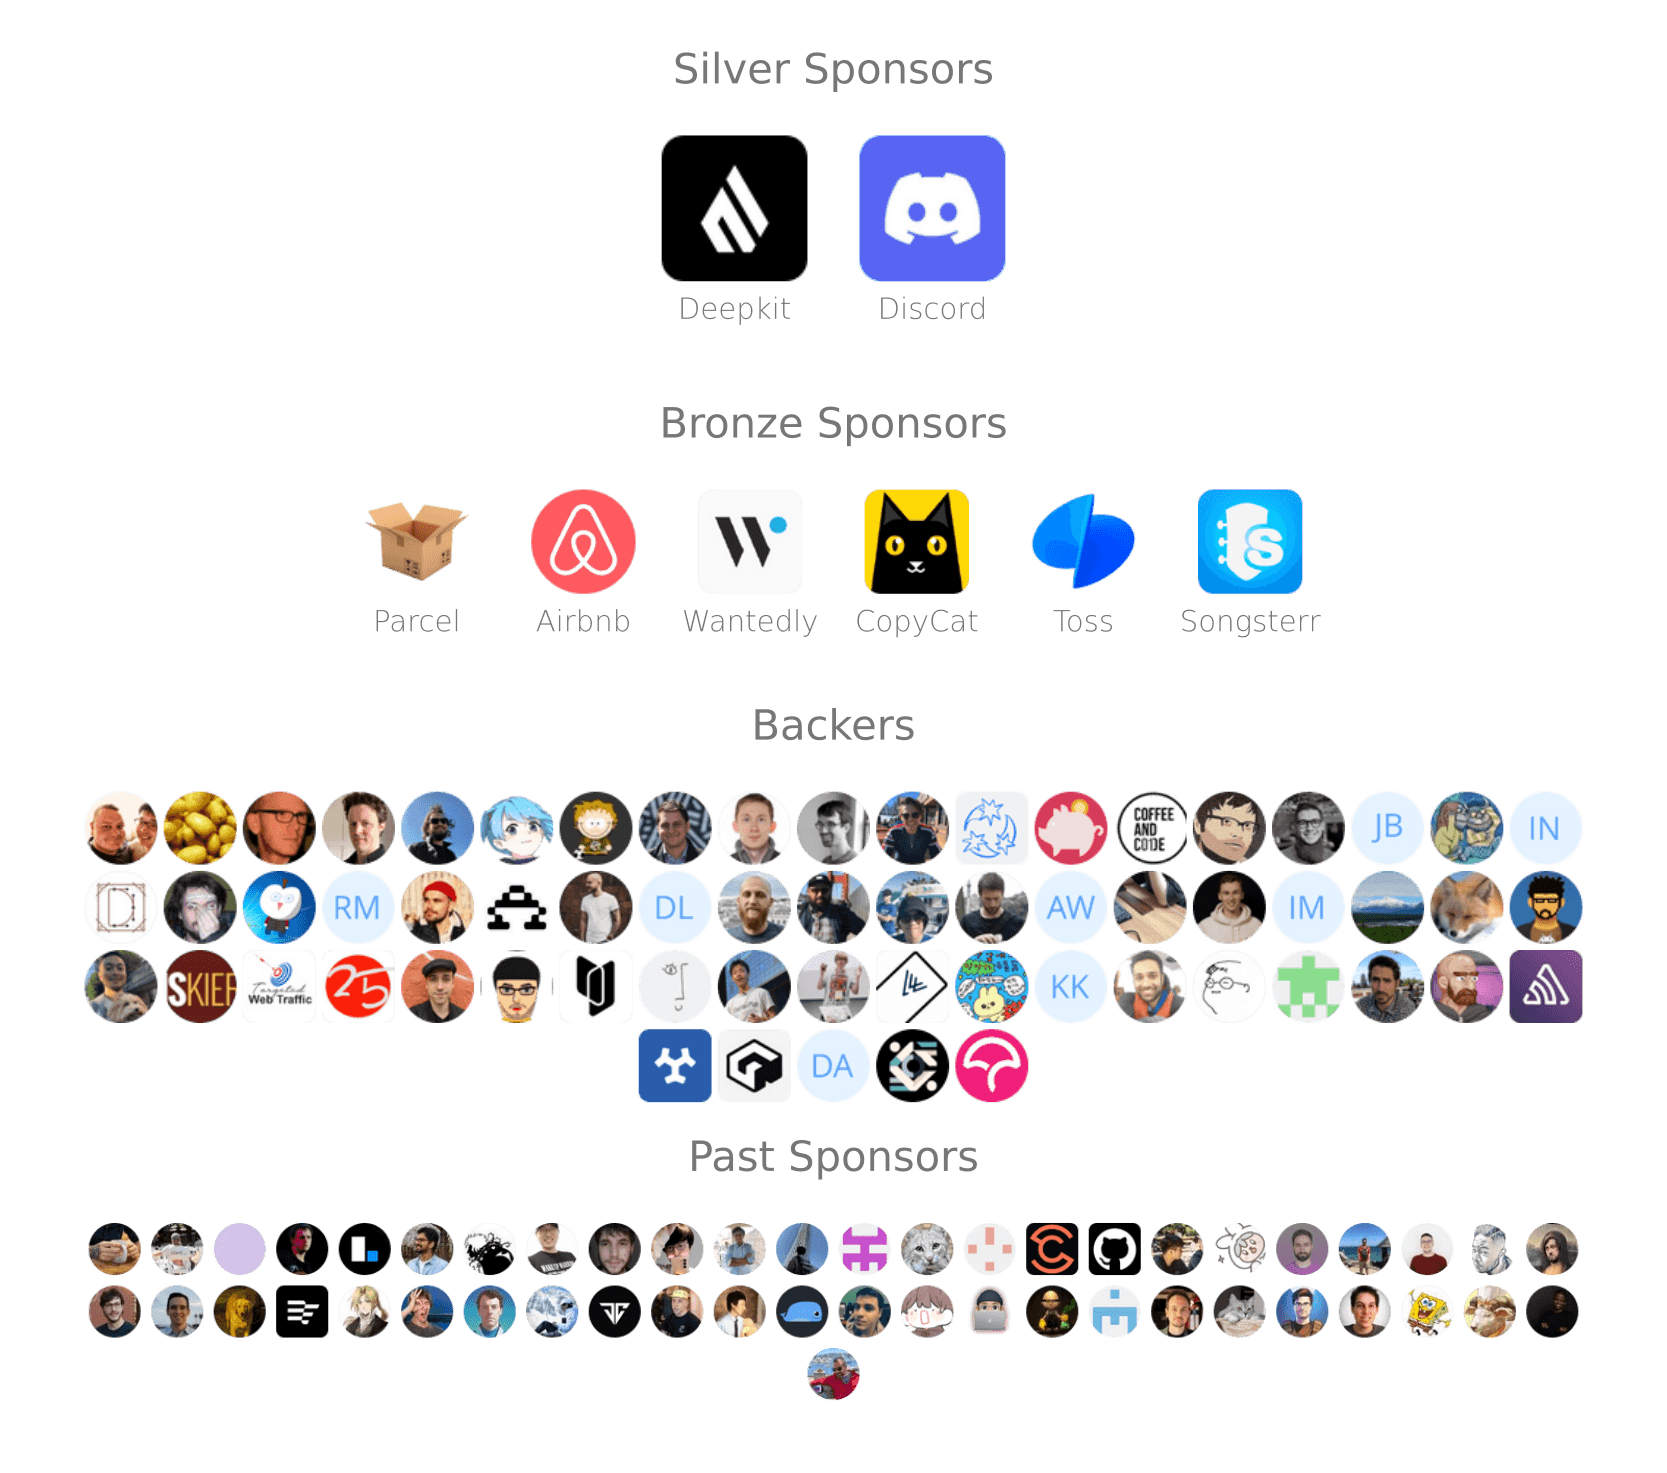 Silver Sponsors
Deepkit Discord
Bronze Sponsors
Parcel Airbnb Wantedly CopyCat Toss Songsterr
Backers
COFFEE
AND
CODE
JB
IN
RM
DL
AW
IM
SKIEF
Targeted
Web Traffic
25
KK
DA
Past Sponsors